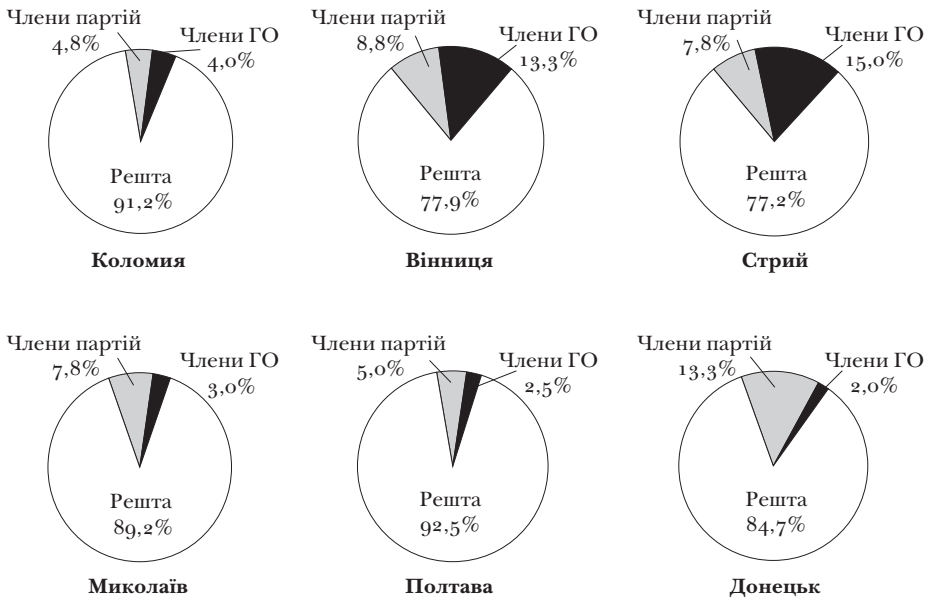 Члени партій
4,8%
Члени ГО
4,0%
Решта
91,2%
Коломия
Члени партій
8,8%
Члени ГО
13,3%
Решта
77,9%
Вінниця
Члени партій
7,8%
Члени ГО
15,0%
Решта
77,2%
Стрий
Члени партій
7,8%
Члени ГО
3,0%
Решта
89,2%
Миколаїв
Члени партій
5,0%
Члени ГО
2,5%
Решта
92,5%
Полтава
Члени партій
13,3%
Члени ГО
2,0%
Решта
84,7%
Донецьк